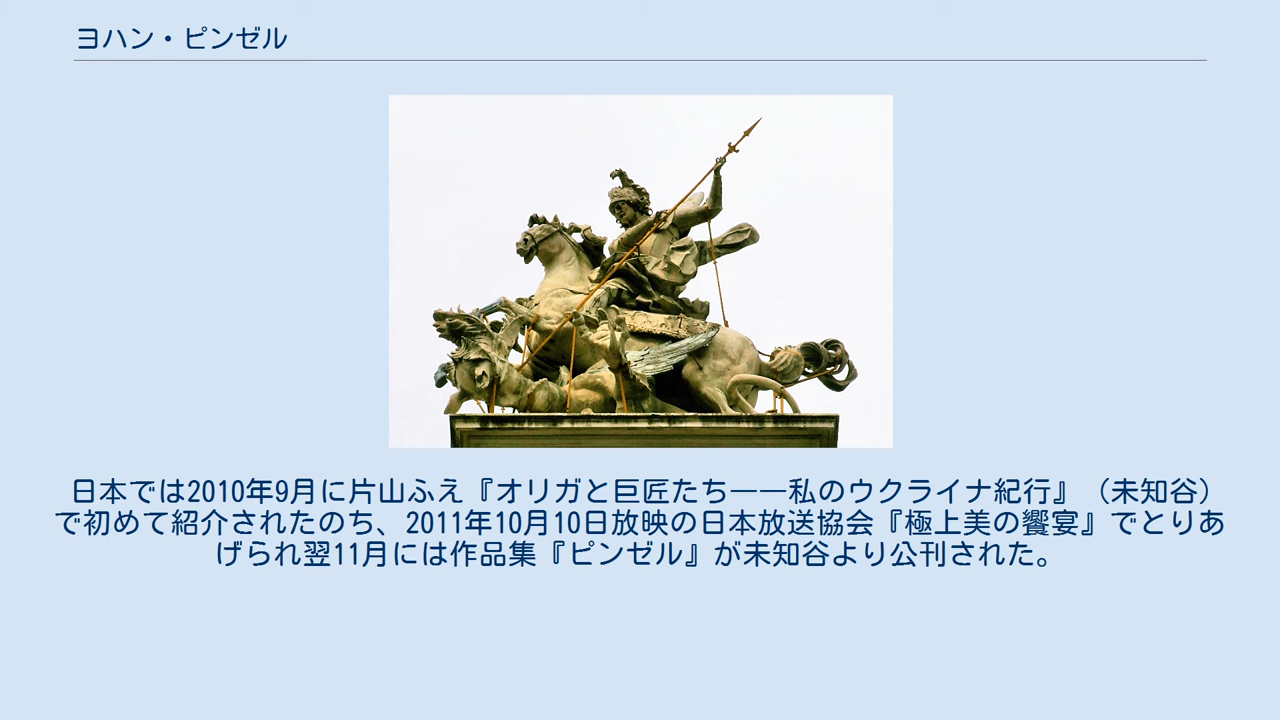 ヨハン・ピンゼル
日本では2010年9月に片山ふえ『オリガと巨匠たち――私のウクライナ紀行』（未知谷）
で初めて紹介されたのち、2011年10月10日放映の日本放送協会『極上美の饗宴』でとりあ
げられ翌11月には作品集『ピンゼル』が未知谷より公刊された。